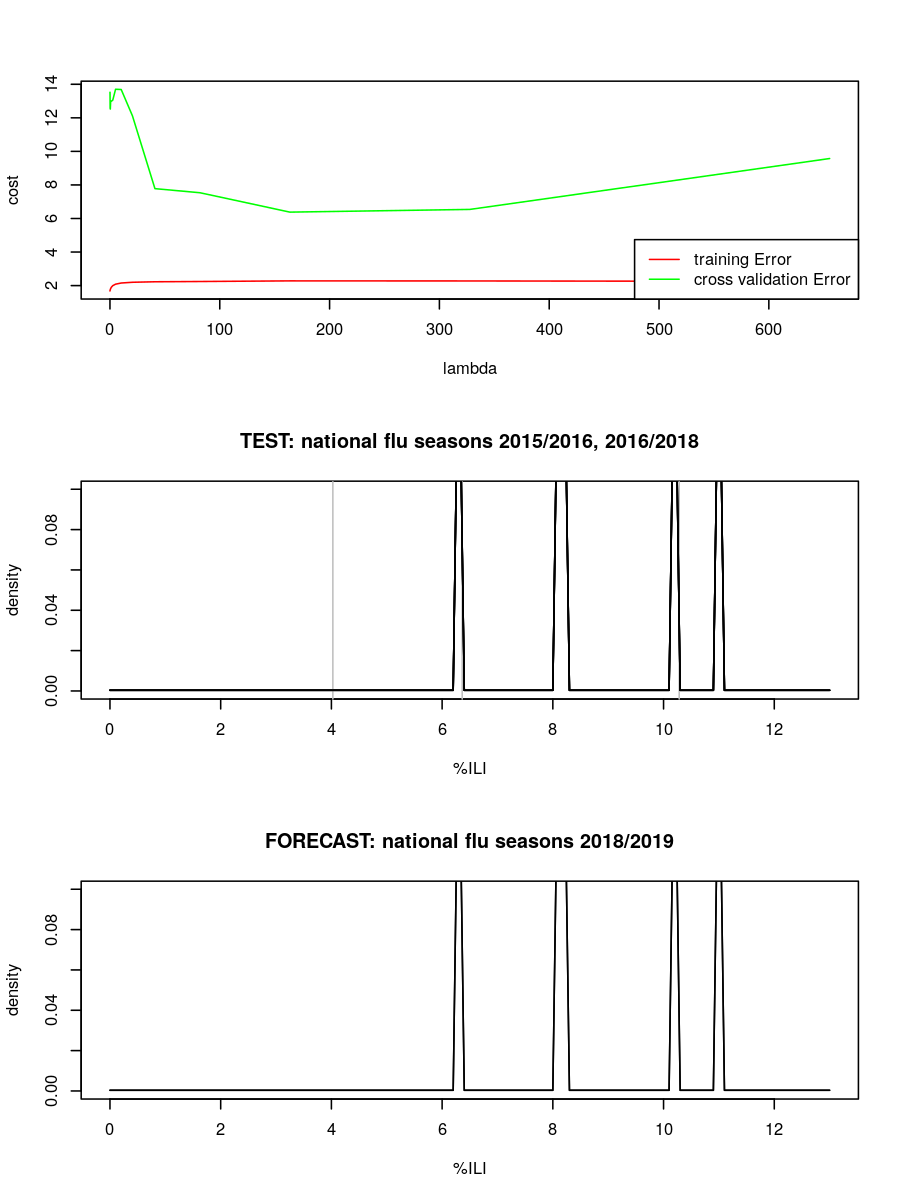 14
12
10
8
6
4
2
cost
training Error
cross validation Error
0 100 200 300 400 500 600
lambda
TEST: national flu seasons 2015/2016, 2016/2018
0.08
0.04
0.00
density
0 2 4 6 8 10 12
%ILI
FORECAST: national flu seasons 2018/2019
0.08
0.04
0.00
density
0 2 4 6 8 10 12
%ILI